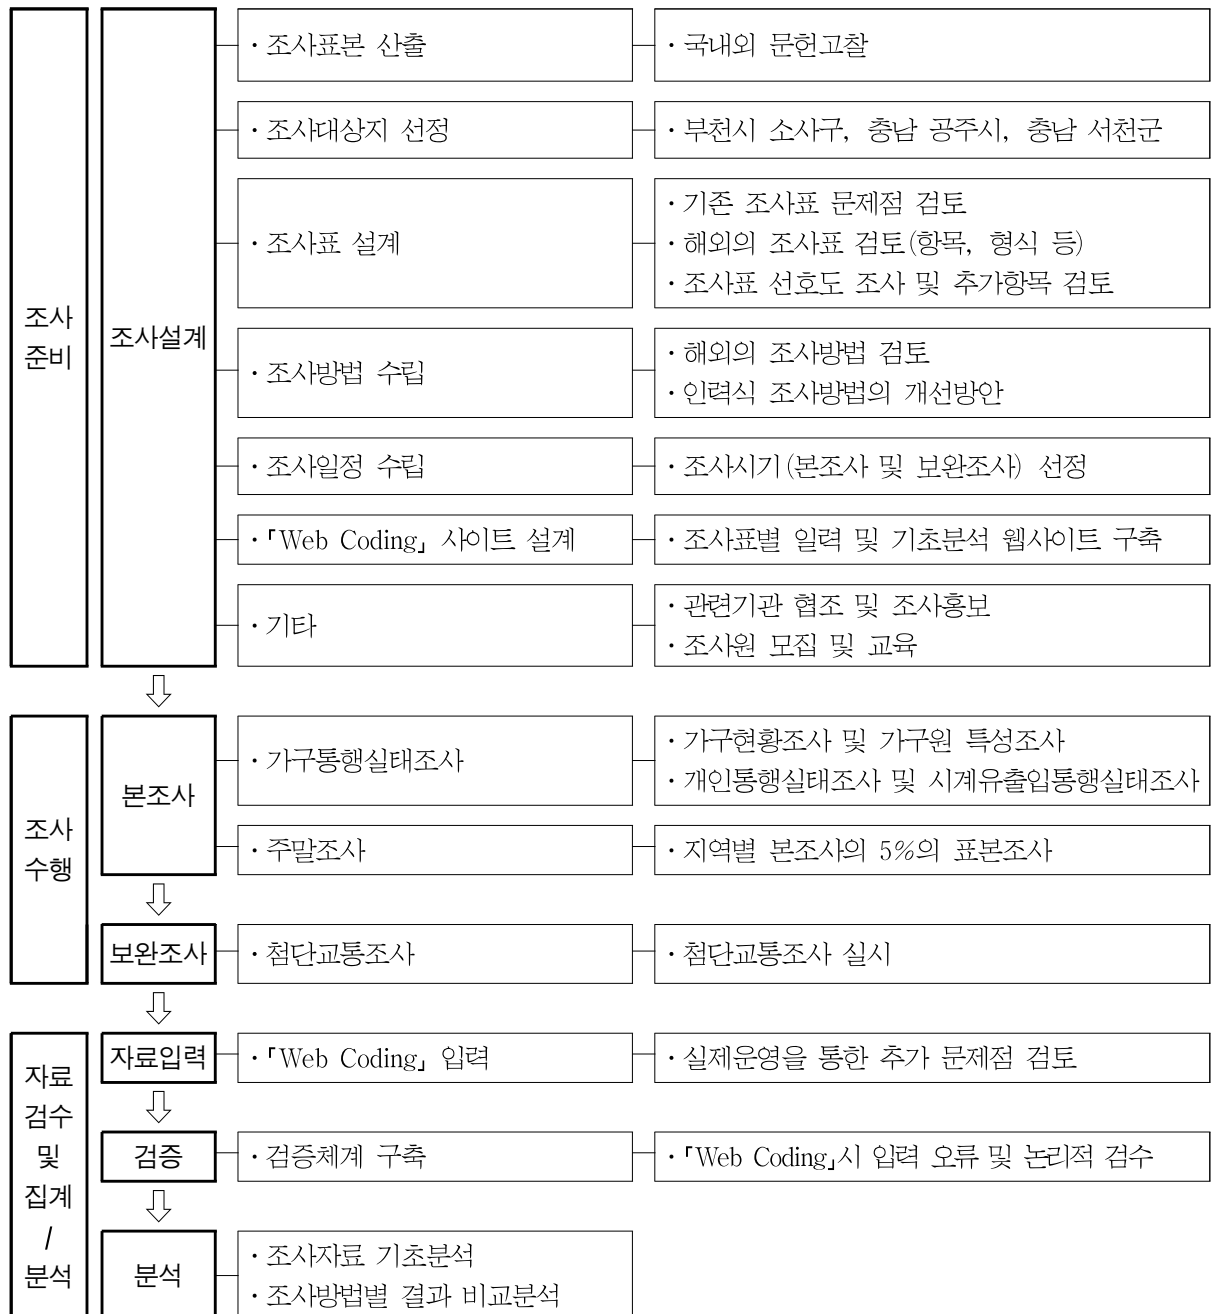 조사
준비
조사설계
· 조사표본 산출
· 국내외 문헌고찰
· 조사대상지 선정
· 부천시 소사구, 충남 공주시, 충남 서천군
· 조사표 설계
· 기존 조사표 문제점 검토
· 해외의 조사표 검토(항목, 형식 등)
· 조사표 선호도 조사 및 추가항목 검토
· 조사방법 수립
· 해외의 조사방법 검토
· 인력식 조사방법의 개선방안
· 조사일정 수립
· 조사시기(본조사 및 보완조사) 선정
· 「Web Coding」 사이트 설계
· 조사표별 일력 및 기초분석 웹사이트 구축
· 기타
· 관련기관 협조 및 조사홍보
· 조사원 모집 및 교육
조사
수행
본조사
· 가구통행실태조사
· 가구현황조사 및 가구원 특성조사
· 개인통행실태조사 및 시계유출입통행실태조사
· 주말조사
· 지역별 본조사의 5%의 표본조사
보완조사
· 첨단교통조사
· 첨단교통조사 실시
자료
검수
및
집계
/
분석
자료입력
· 「Web Coding」 입력
· 실제운영을 통한 추가 문제점 검토
검증
· 검증체계 구축
· 「Web Coding」시 입력 오류 및 논리적 검수
분석
· 조사자료 기초분석
· 조사방법별 결과 비교분석